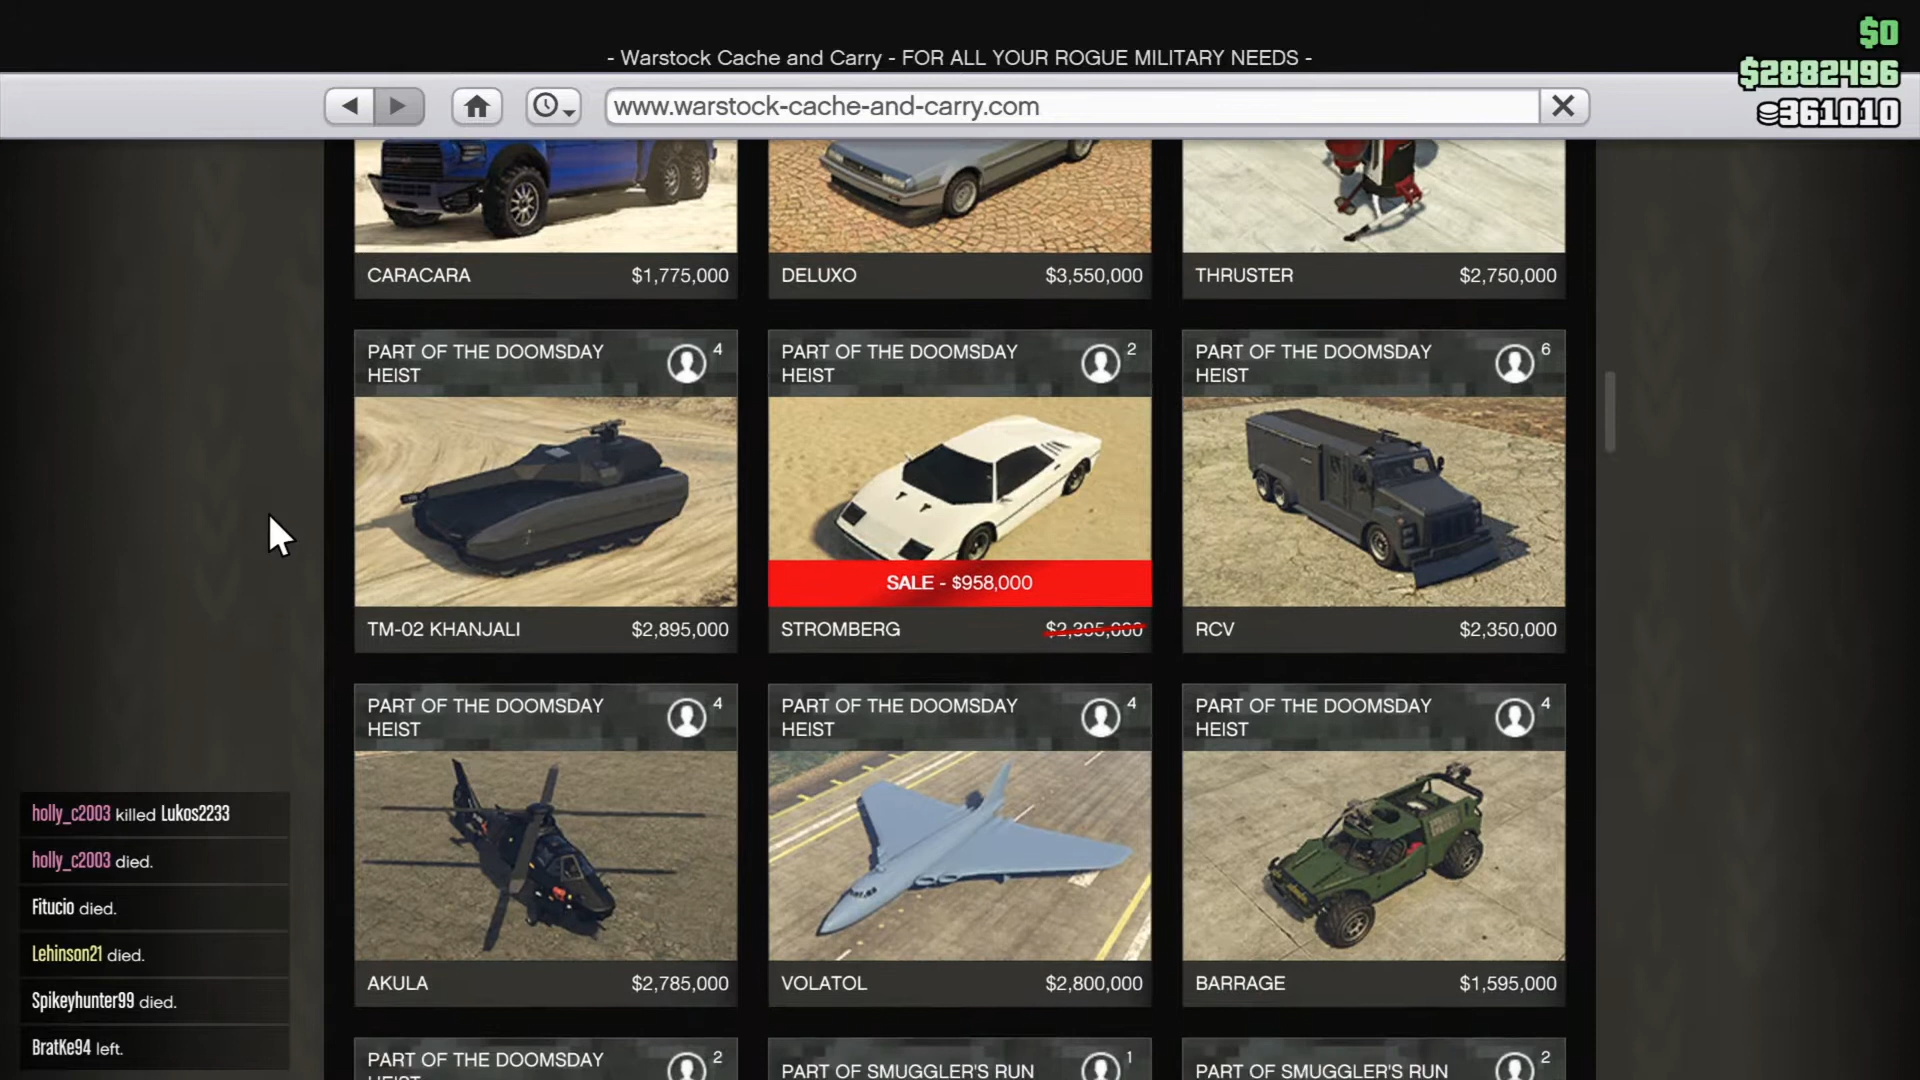 $0
- Warstock Cache and Carry - FOR ALL YOUR ROGUE MILITARY NEEDS -
$2882496
www.warstock-cache-and-carry.com
361010
CARACARA $1,775,000
DELUXO $3,550,000
THRUSTER $2,750,000
PART OF THE DOOMSDAY HEIST 4
PART OF THE DOOMSDAY HEIST 2
PART OF THE DOOMSDAY HEIST 6
SALE - $958,000
TM-02 KHANJALI $2,895,000
STROMBERG $2,395,000
RCV $2,350,000
PART OF THE DOOMSDAY HEIST 4
PART OF THE DOOMSDAY HEIST 4
PART OF THE DOOMSDAY HEIST 4
AKULA $2,785,000
VOLATOL $2,800,000
BARRAGE $1,595,000
PART OF THE DOOMSDAY HEIST 2
PART OF SMUGGLER'S RUN 1
PART OF SMUGGLER'S RUN 2
holly_c2003 killed Lukos2233
holly_c2003 died.
Fitucio died.
Lehinson21 died.
Spikeyhunter99 died.
BratKe94 left.